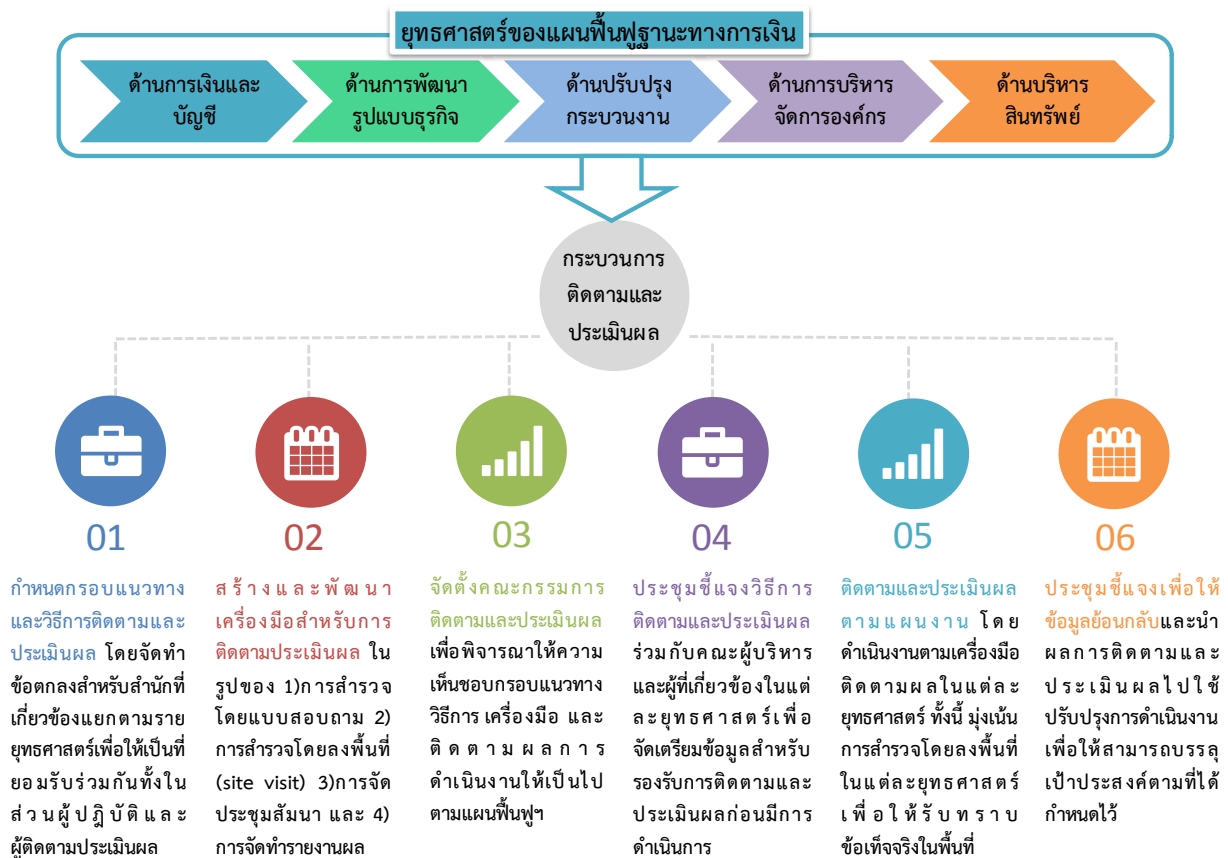 ยุทธศาสตร์ของแผนฟื้นฟูฐานะทางการเงิน
ด้านการเงินและ
บัญชี
ด้านการพัฒนา
รูปแบบธุรกิจ
ด้านปรับปรุง
กระบวนงาน
ด้านการบริหาร
จัดการองค์กร
ด้านบริหาร
สินทรัพย์
กระบวนการ
ติดตามและ
ประเมินผล
01
กำหนดกรอบแนวทาง
และวิธีการติดตามและ
ประเมินผล โดยจัดทำ
ข้อตกลงสำหรับสำนักที่
เกี่ยวข้องแยกตามราย
ยุทธศาสตร์เพื่อให้เป็นที่
ยอมรับร่วมกันทั้งใน
ส่วนผู้ปฎิบัติและ
ผู้ติดตามประเมินผล
02
สร้างและพัฒนา
เครื่องมือสำหรับการ
ติดตามประเมินผล ใน
รูปของ 1)การสำรวจ
โดยแบบสอบถาม 2)
การสำรวจโดยลงพื้นที่
(site visit) 3)การจัด
ประชุมสัมนา และ 4)
การจัดทำรายงานผล
03
จัดตั้งคณะกรรมการ
ติดตามและประเมินผล
เพื่อพิจารณาให้ความ
เห็นชอบกรอบแนวทาง
วิธีการ เครื่องมือ และ
ติดตามผลการ
ดำเนินงานให้เป็นไป
ตามแผนฟื้นฟูฯ
04
ประชุมชี้แจงวิธีการ
ติดตามและประเมินผล
ร่วมกับคณะผู้บริหาร
และผู้ที่เกี่ยวข้องในแต่
ละยุทธศาสตร์เพื่อ
จัดเตรียมข้อมูลสำหรับ
รองรับการติดตามและ
ประเมินผลก่อนมีการ
ดำเนินการ
05
ติดตามและประเมินผล
ตามแผนงาน โดย
ดำเนินงานตามเครื่องมือ
ติดตามผลในแต่ละ
ยุทธศาสตร์ ทั้งนี้ มุ่งเน้น
การสำรวจโดยลงพื้นที่
ในแต่ละยุทธศาสตร์
เพื่อให้รับทราบ
ข้อเท็จจริงในพื้นที่
06
ประชุมชี้แจงเพื่อให้
ข้อมูลย้อนกลับและนำ
ผลการติดตามและ
ประเมินผลไปใช้
ปรับปรุงการดำเนินงาน
เพื่อให้สามารถบรรลุ
เป้าประสงค์ตามที่ได้
กำหนดไว้